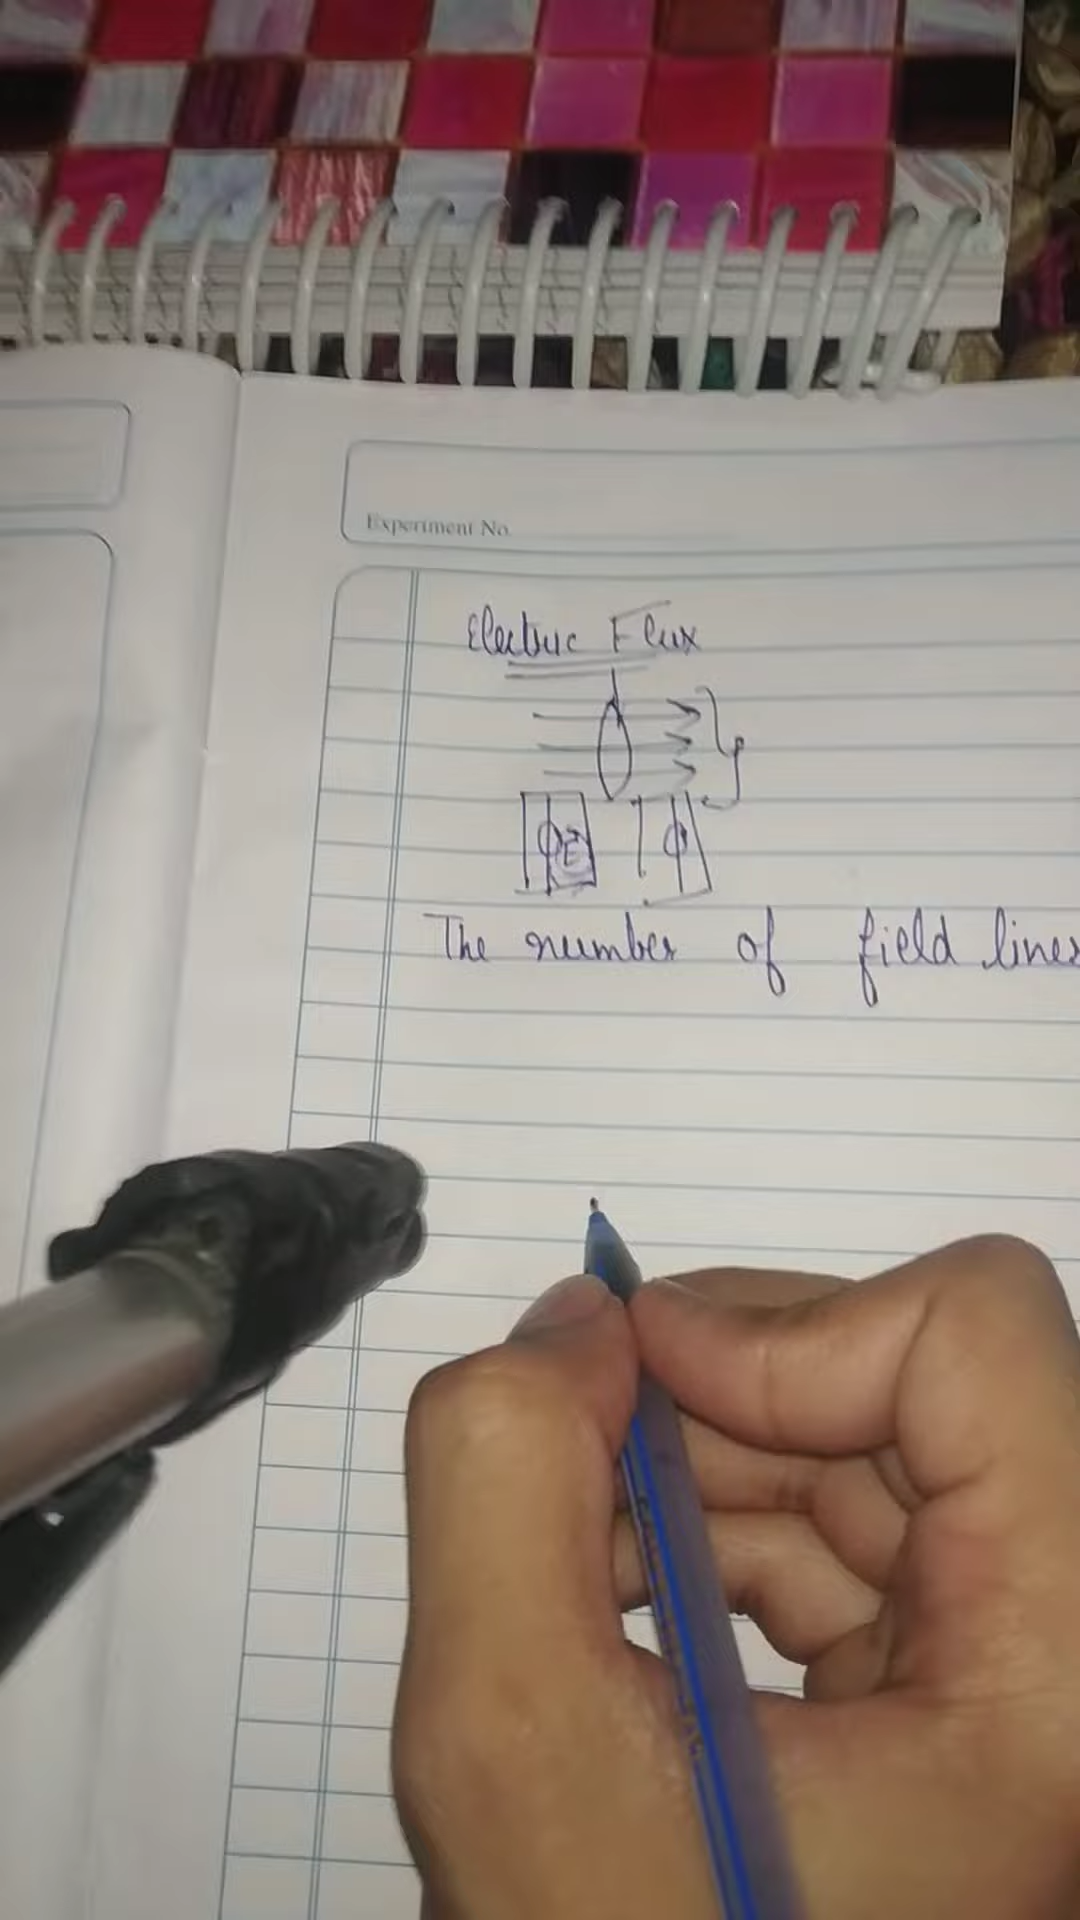 Experiment No.
Electric Flux
ϕE ϕ
The number of field lines